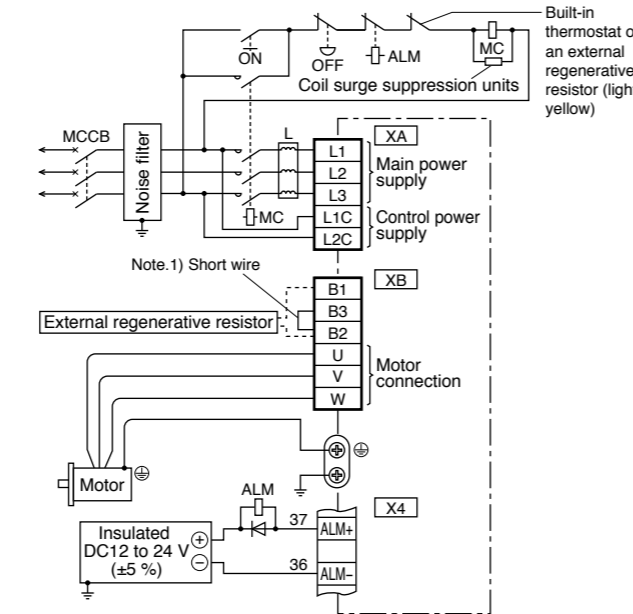 Built-in
thermostat o
an external
regenerative
resistor (light
yellow)
ON
OFF
ALM
MC
Coil surge suppression units
MCCB
Noise filter
L
MC
XA
L1
L2
L3
L1C
L2C
Main power
supply
Control power
supply
Note.1) Short wire
External regenerative resistor
XB
B1
B3
B2
U
V
W
Motor
connection
Motor
ALM
X4
Insulated
DC12 to 24 V
(±5 %)
+
−
37
ALM+
36
ALM−